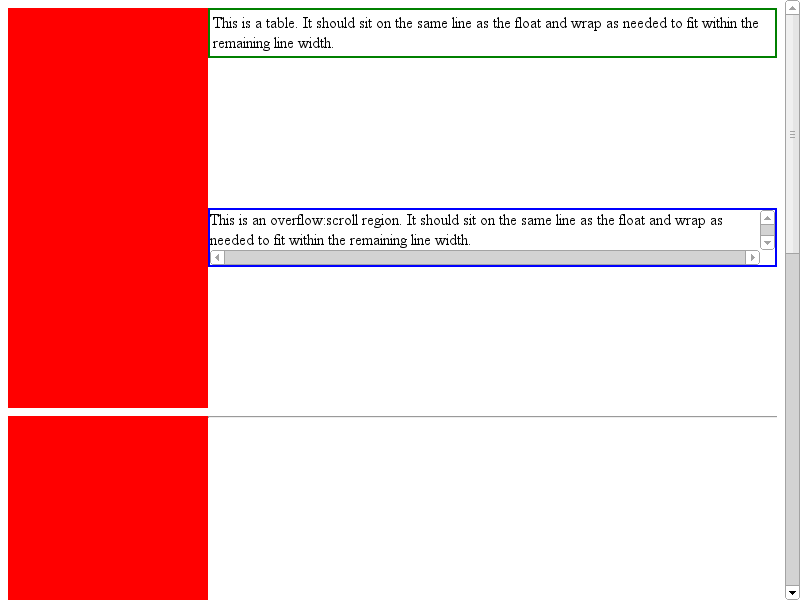 This is a table. It should sit on the same line as the float and wrap as needed to fit within the
remaining line width.
This is an overflow:scroll region. It should sit on the same line as the float and wrap as
needed to fit within the remaining line width.